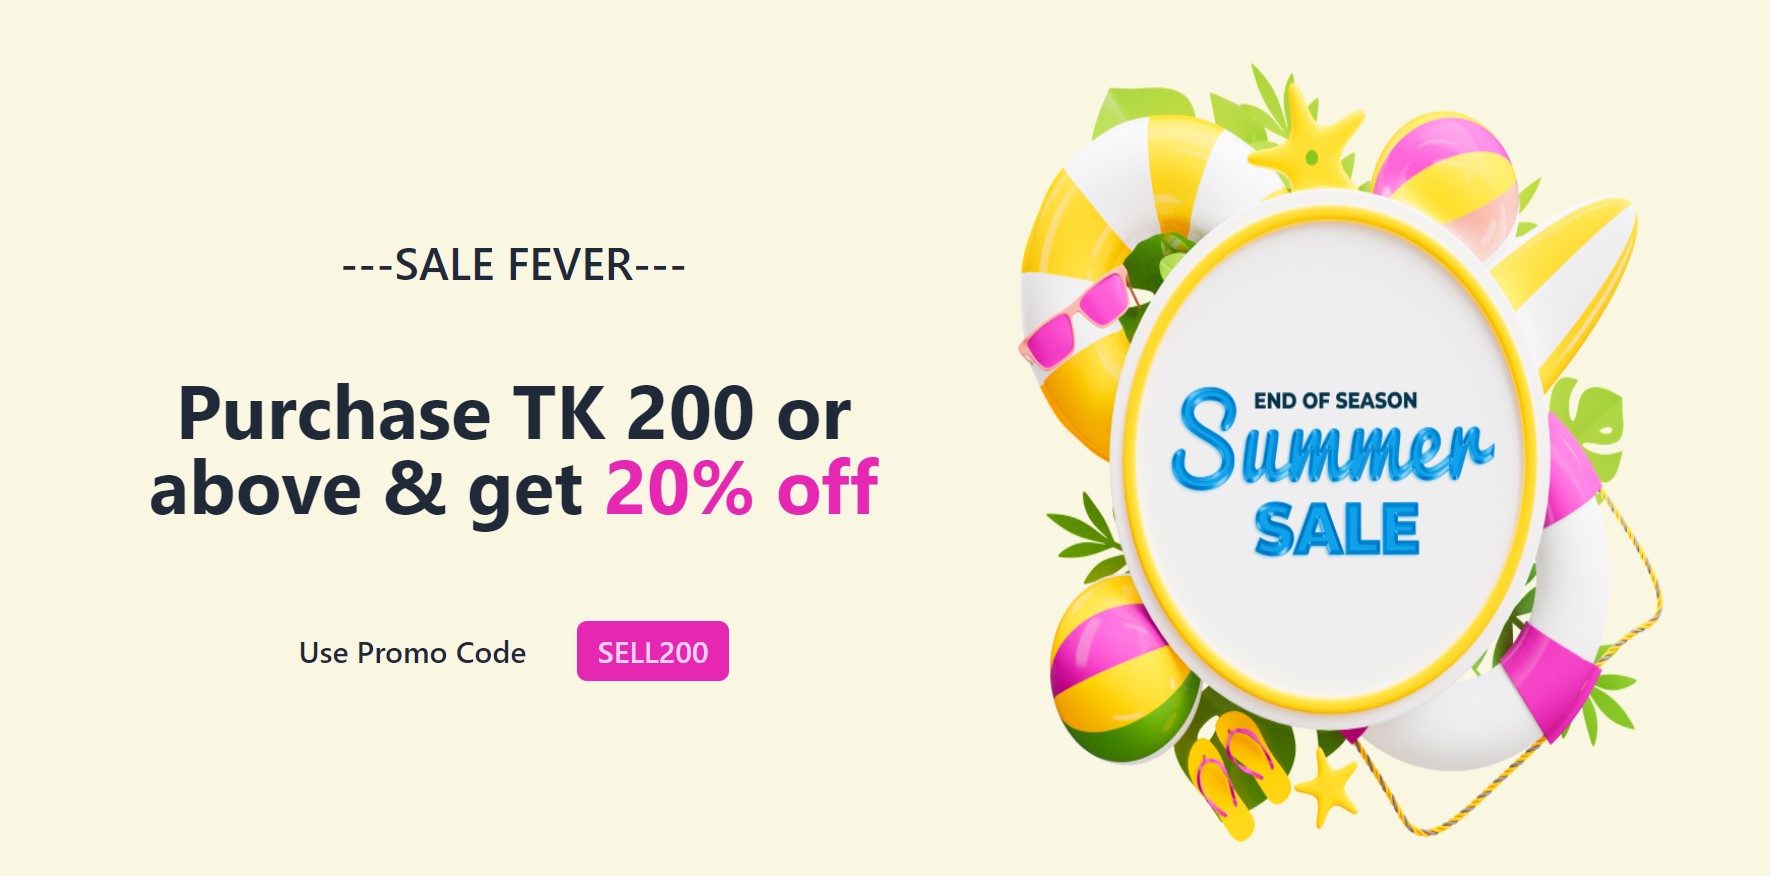 ---SALE FEVER---
Purchase TK 200 or
above & get 20% off
Use Promo Code SELL200
END OF SEASON
Summer
SALE